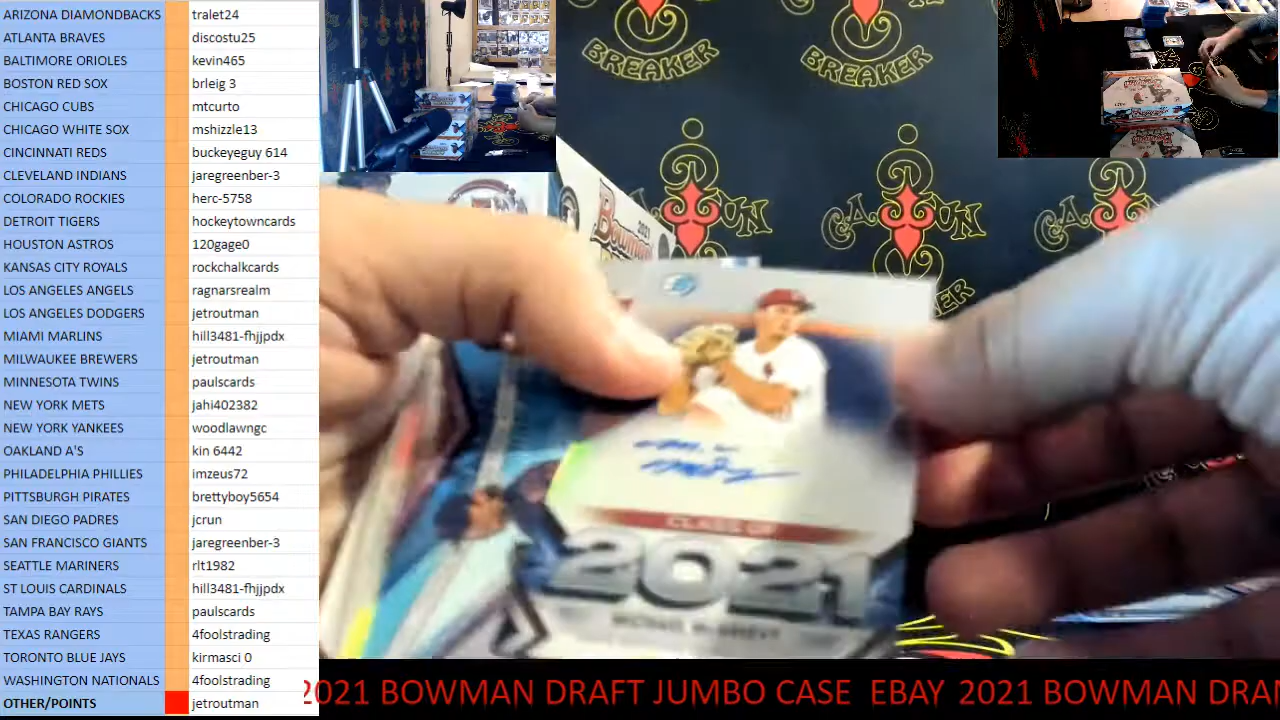 ARIZONA DIAMONDBACKS tralet24
ATLANTA BRAVES discostu25
BALTIMORE ORIOLES kevin465
BOSTON RED SOX brleig 3
CHICAGO CUBS mtcurto
CHICAGO WHITE SOX mshizzle13
CINCINNATI REDS buckeyeguy 614
CLEVELAND INDIANS jaregreenber-3
COLORADO ROCKIES herc-5758
DETROIT TIGERS hockeytowncards
HOUSTON ASTROS 120gage0
KANSAS CITY ROYALS rockchalkcards
LOS ANGELES ANGELS ragnarsrealm
LOS ANGELES DODGERS jetroutman
MIAMI MARLINS hill3481-fhjjpdx
MILWAUKEE BREWERS jetroutman
MINNESOTA TWINS paulscards
NEW YORK METS jahi402382
NEW YORK YANKEES woodlawngc
OAKLAND A'S kin 6442
PHILADELPHIA PHILLIES imzeus72
PITTSBURGH PIRATES brettyboy5654
SAN DIEGO PADRES jcrun
SAN FRANCISCO GIANTS jaregreenber-3
SEATTLE MARINERS rlt1982
ST LOUIS CARDINALS hill3481-fhjjpdx
TAMPA BAY RAYS paulscards
TEXAS RANGERS 4foolstrading
TORONTO BLUE JAYS kirmasci 0
WASHINGTON NATIONALS 4foolstrading
OTHER/POINTS jetroutman
BREAKER
BREAKER
2021
Bowman
CLASS OF
2021
2021 BOWMAN DRAFT JUMBO CASE EBAY 2021 BOWMAN DRA